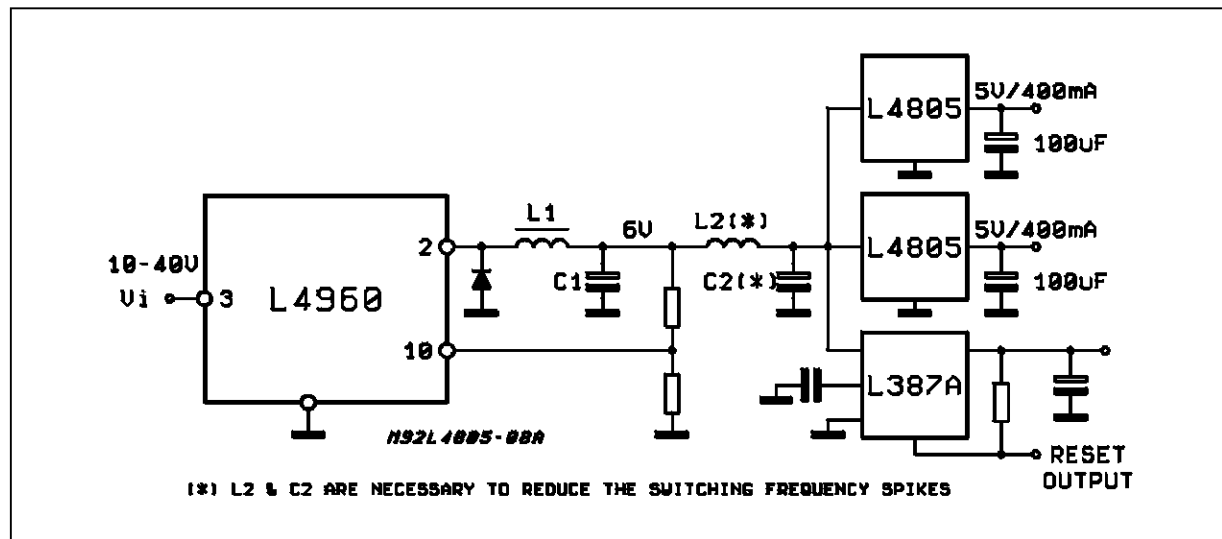 L4805
5V/400mA
100uF
L1
6V
L2(*)
L4805
5V/400mA
100uF
10-40V
Vi
3
L4960
2
C1
C2(*)
10
L387A
M92L4805-08A
RESET
OUTPUT
(*) L2 & C2 ARE NECESSARY TO REDUCE THE SWITCHING FREQUENCY SPIKES